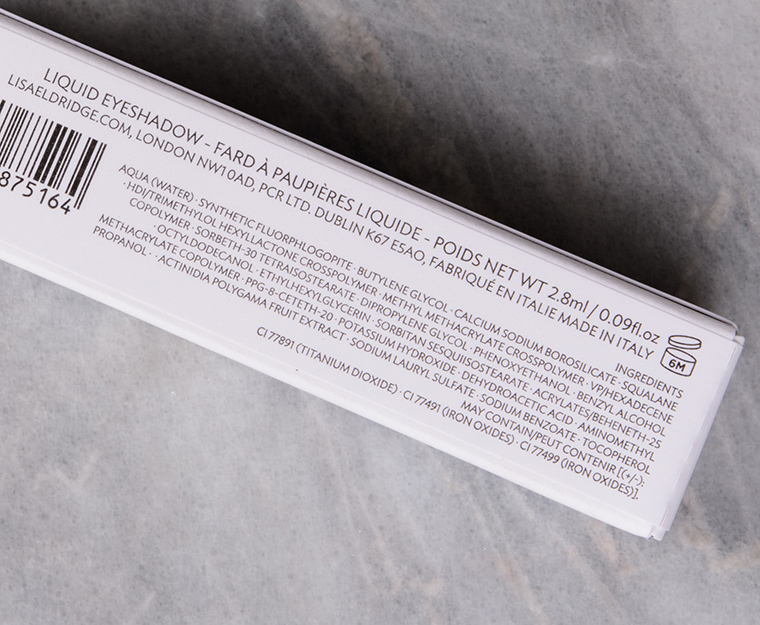 LIQUID EYESHADOW - FARD À PAUPIÈRES LIQUIDE - POIDS NET WT 2.8ml / 0.09fl.oz
LISAELDRIDGE.COM, LONDON NW10AD, PCR LTD. DUBLIN K67 E5AO, FABRIQUÉ EN ITALIE MADE IN ITALY
6M
875164
INGREDIENTS
AQUA (WATER) · SYNTHETIC FLUORPHLOGOPITE · BUTYLENE GLYCOL · CALCIUM SODIUM BOROSILICATE · SQUALANE
· HDI/TRIMETHYLOL HEXYLLACTONE CROSSPOLYMER · METHYL METHACRYLATE CROSSPOLYMER · VP/HEXADECENE
COPOLYMER · SORBETH-30 TETRAISOSTEARATE · DIPROPYLENE GLYCOL · PHENOXYETHANOL · BENZYL ALCOHOL
· OCTYLDODECANOL · ETHYLHEXYLGLYCERIN · SORBITAN SESQUIISOSTEARATE · ACRYLATES/BEHENETH-25
METHACRYLATE COPOLYMER · PPG-8-CETETH-20 · POTASSIUM HYDROXIDE · DEHYDROACETIC ACID · AMINOMETHYL
PROPANOL · · ACTINIDIA POLYGAMA FRUIT EXTRACT · SODIUM LAURYL SULFATE · SODIUM BENZOATE · TOCOPHEROL
MAY CONTAIN/PEUT CONTENIR [(+/-):
CI 77891 (TITANIUM DIOXIDE) · CI 77491 (IRON OXIDES) · CI 77499 (IRON OXIDES)].